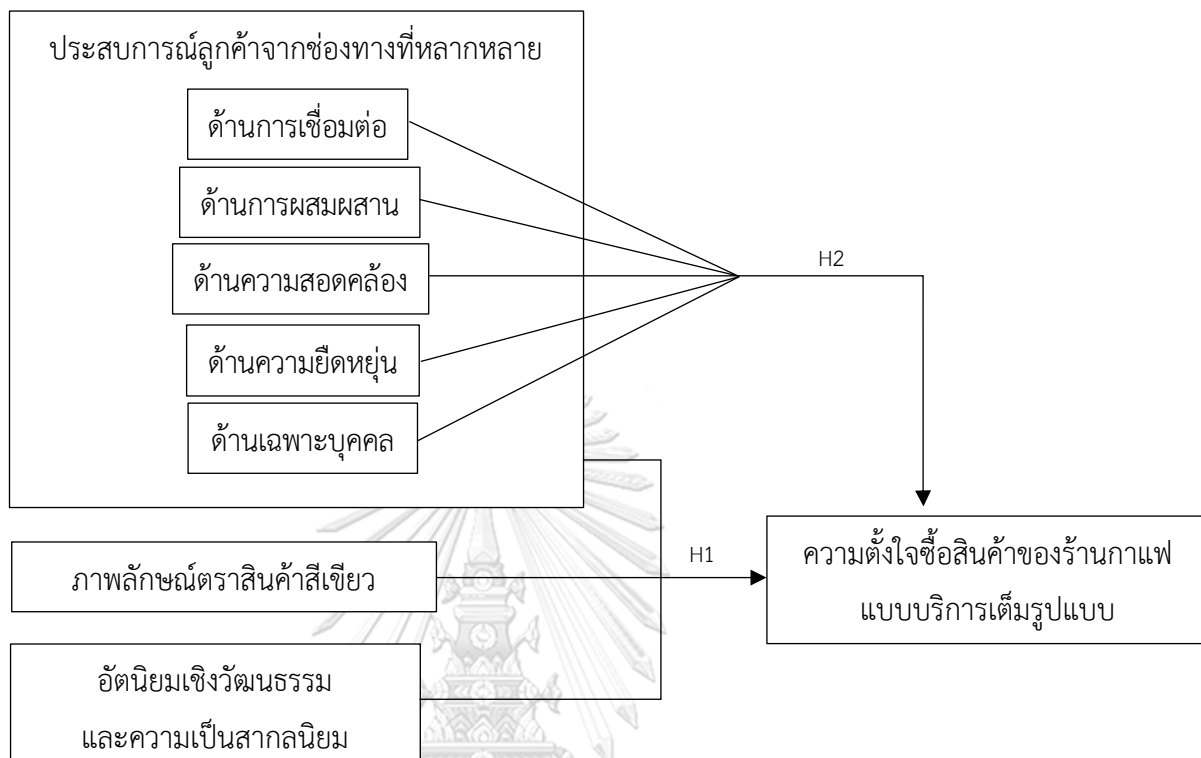 ประสบการณ์ลูกค้าจากช่องทางที่หลากหลาย
ด้านการเชื่อมต่อ
ด้านการผสมผสาน
ด้านความสอดคล้อง
ด้านความยืดหยุ่น
ด้านเฉพาะบุคคล
H2
ภาพลักษณ์ตราสินค้าสีเขียว
H1
ความตั้งใจซื้อสินค้าของร้านกาแฟ
แบบบริการเต็มรูปแบบ
อัตนิยมเชิงวัฒนธรรม
และความเป็นสากลนิยม